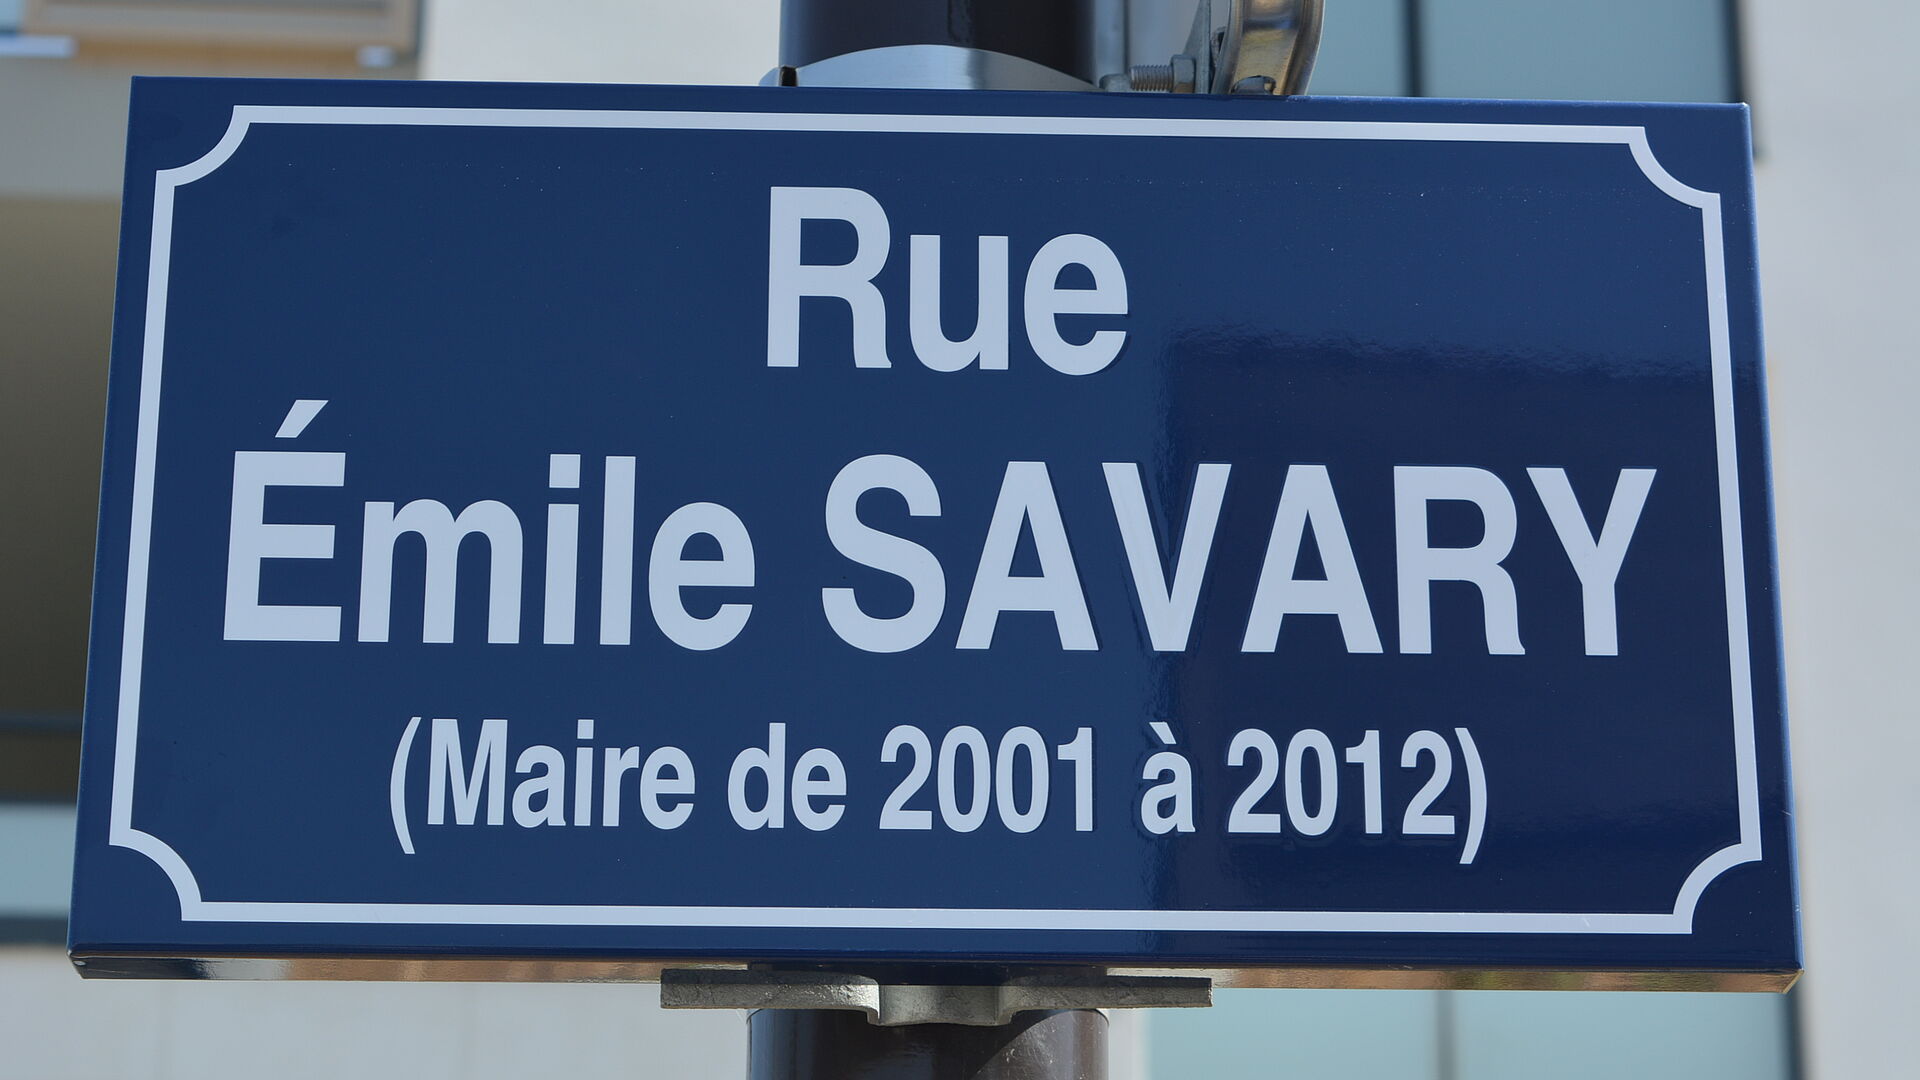 Rue
Émile SAVARY
(Maire de 2001 à 2012)